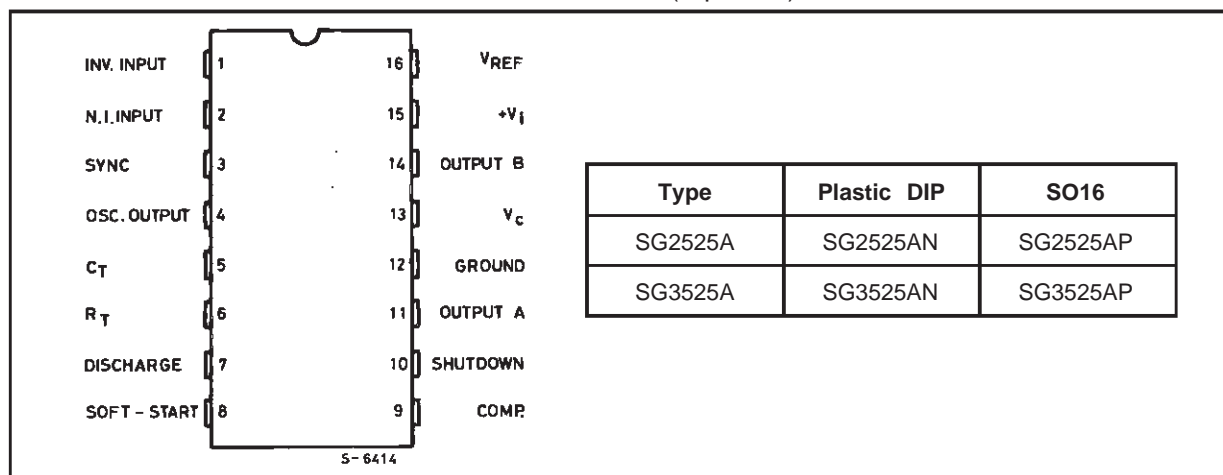 INV. INPUT 1 16 VREF
N.I. INPUT 2 15 +Vi
SYNC 3 14 OUTPUT B
OSC. OUTPUT 4 13 Vc
CT 5 12 GROUND
RT 6 11 OUTPUT A
DISCHARGE 7 10 SHUTDOWN
SOFT - START 8 9 COMP.
S-6414
Type Plastic DIP SO16
SG2525A SG2525AN SG2525AP
SG3525A SG3525AN SG3525AP